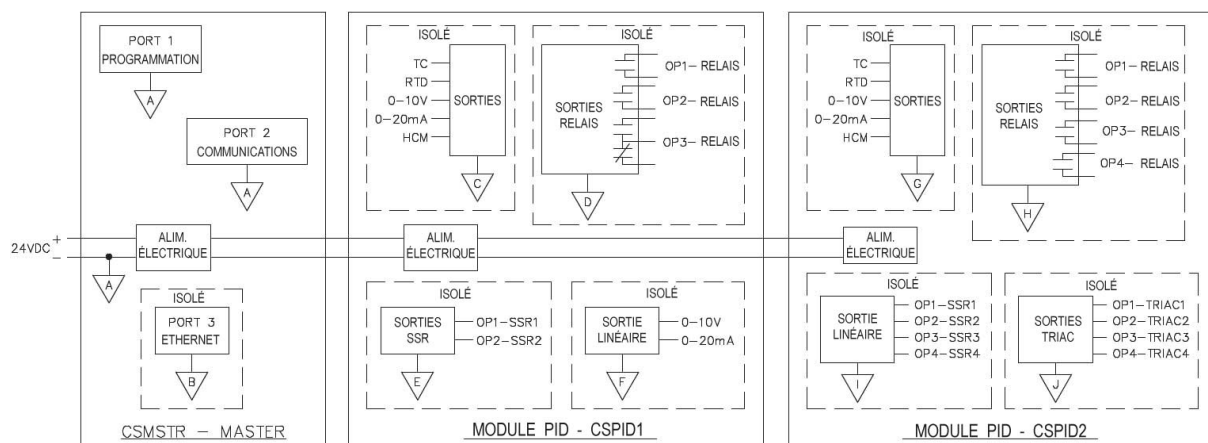 PORT 1
PROGRAMMATION
A
PORT 2
COMMUNICATIONS
A
24VDC
+
−
ALIM.
ÉLECTRIQUE
A
ISOLÉ
PORT 3
ETHERNET
B
CSMSTR – MASTER
ISOLÉ
TC
RTD
0–10V
0–20mA
HCM
SORTIES
C
ISOLÉ
SORTIES
RELAIS
OP1– RELAIS
OP2– RELAIS
OP3– RELAIS
D
ALIM.
ÉLECTRIQUE
ISOLÉ
SORTIES
SSR
OP1–SSR1
OP2–SSR2
E
ISOLÉ
SORTIE
LINÉAIRE
0–10V
0–20mA
F
MODULE PID - CSPID1
ISOLÉ
TC
RTD
0–10V
0–20mA
HCM
SORTIES
G
ISOLÉ
SORTIES
RELAIS
OP1– RELAIS
OP2– RELAIS
OP3– RELAIS
OP4– RELAIS
H
ALIM.
ÉLECTRIQUE
ISOLÉ
SORTIE
LINÉAIRE
OP1–SSR1
OP2–SSR2
OP3–SSR3
OP4–SSR4
I
ISOLÉ
SORTIES
TRIAC
OP1–TRIAC1
OP2–TRIAC2
OP3–TRIAC3
OP4–TRIAC4
J
MODULE PID - CSPID2